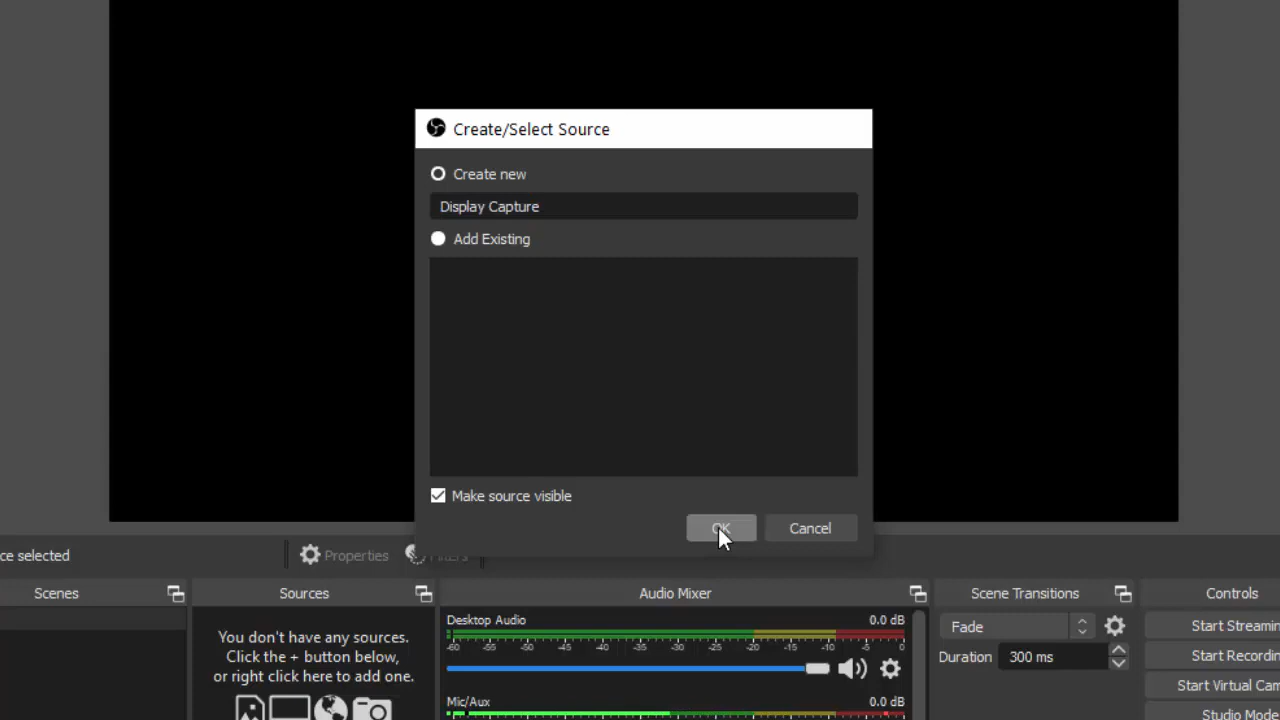 Create/Select Source
Create new
Display Capture
Add Existing
Make source visible
OK
Cancel
ce selected
Properties
Filters
Scenes
Sources
Audio Mixer
Scene Transitions
Controls
You don't have any sources.
Click the + button below,
or right click here to add one.
Desktop Audio
0.0 dB
-60 -55 -50 -45 -40 -35 -30 -25 -20 -15 -10 -5 0
Mic/Aux
0.0 dB
Fade
Duration
300 ms
Start Streamin
Start Recordin
Start Virtual Cam
Studio Mode